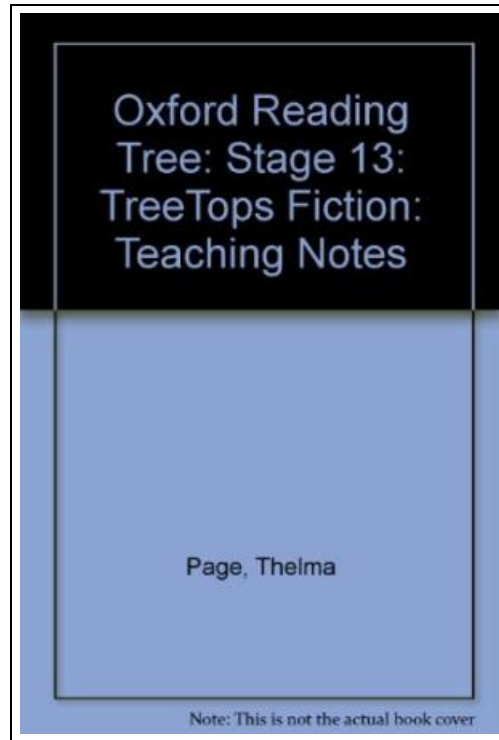 Oxford Reading
Tree: Stage 13:
TreeTops Fiction:
Teaching Notes
Page, Thelma
Note: This is not the actual book cover